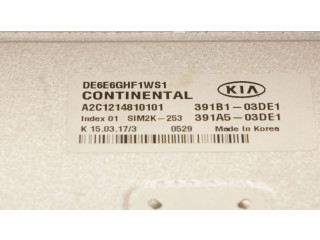 DE6E6GHF1WS1
CONTINENTAL KIA
A2C1214810101 391B1-03DE1
Index 01 SIM2K-253 391A5-03DE1
K 15.03.17/3 0529 Made in Korea